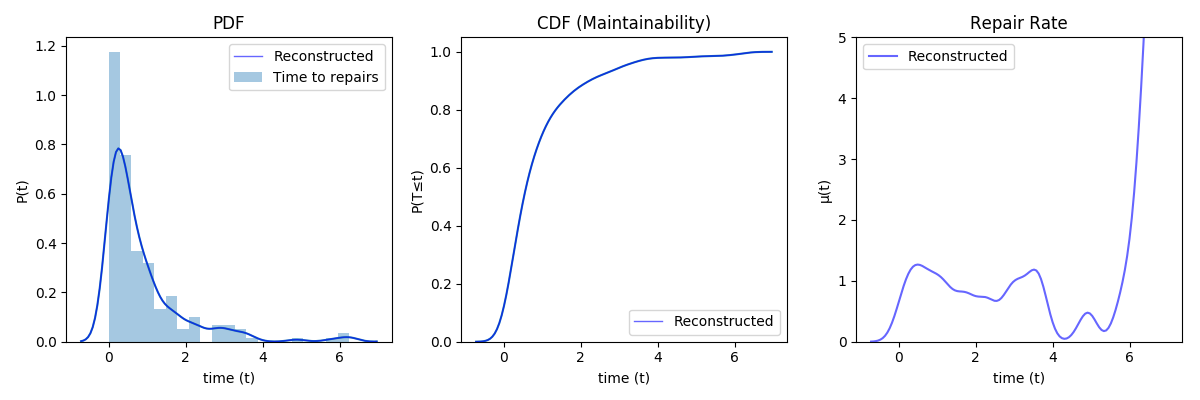 PDF
P(t)
1.2
1.0
0.8
0.6
0.4
0.2
0.0
0 2 4 6
time (t)
Reconstructed
Time to repairs
CDF (Maintainability)
P(T≤t)
1.0
0.8
0.6
0.4
0.2
0.0
0 2 4 6
time (t)
Reconstructed
Repair Rate
μ(t)
5
4
3
2
1
0
0 2 4 6
time (t)
Reconstructed